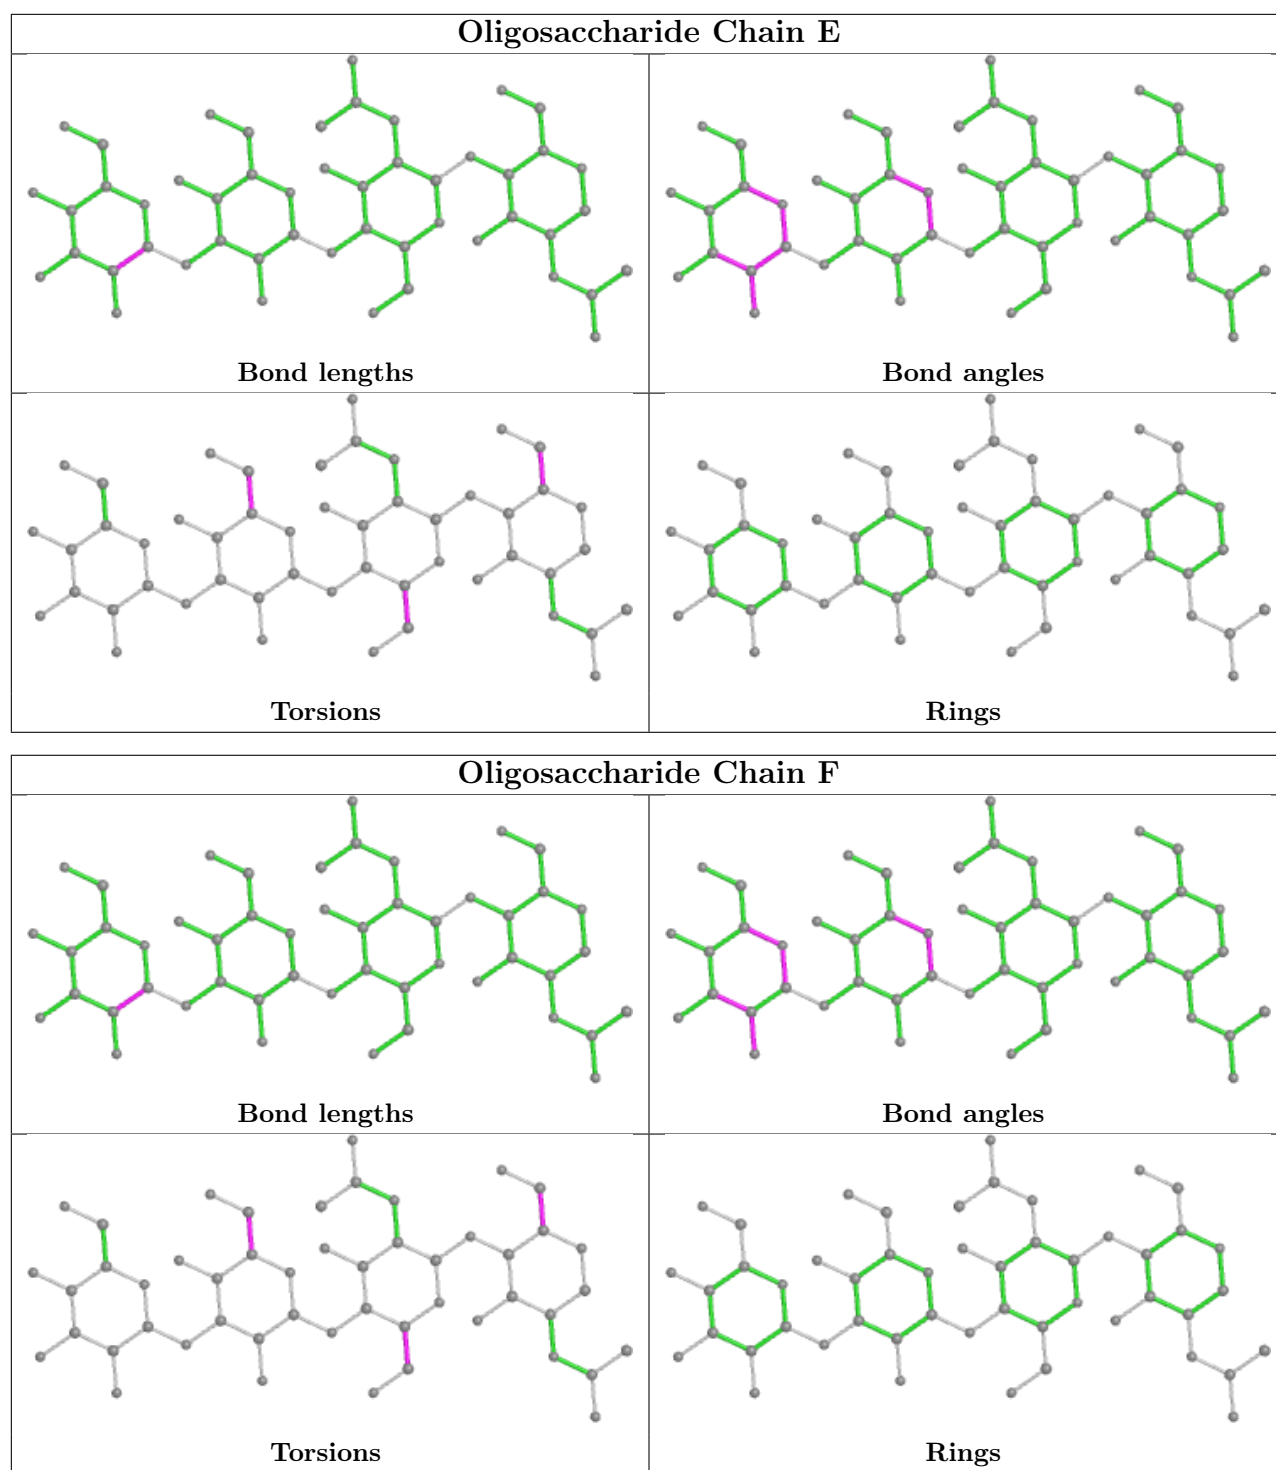 Oligosaccharide Chain E
Bond lengths
Bond angles
Torsions
Rings
Oligosaccharide Chain F
Bond lengths
Bond angles
Torsions
Rings